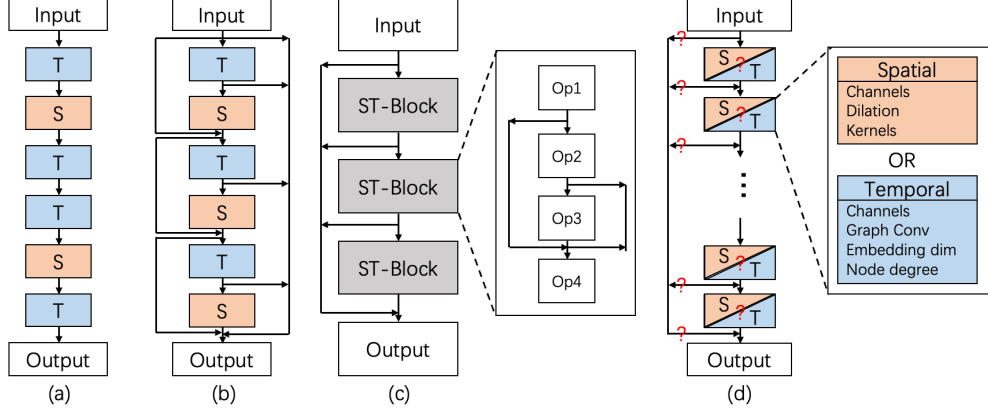 Input
T
S
T
T
S
T
Output
(a)
Input
T
S
T
S
T
S
Output
(b)
Input
ST-Block
ST-Block
ST-Block
Output
(c)
Op1
Op2
Op3
Op4
Input
?
S ? T
?
S ? T
?
⋮
S ? T
?
S ? T
?
Output
(d)
Spatial
Channels
Dilation
Kernels
OR
Temporal
Channels
Graph Conv
Embedding dim
Node degree